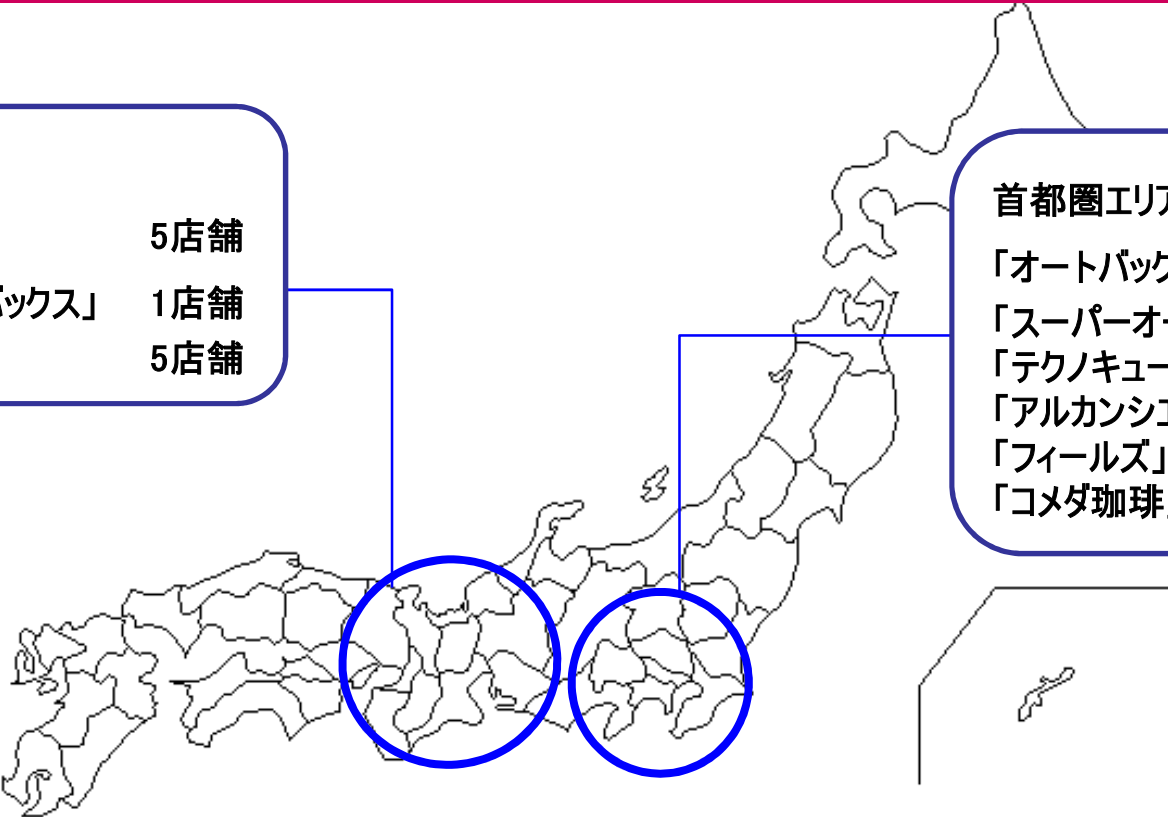 5店舗
ックス」 1店舗
5店舗
首都圏エリ
「オートバック
「スーパーオー
「テクノキュー
「アルカンシエ
「フィールズ」
「コメダ珈琲